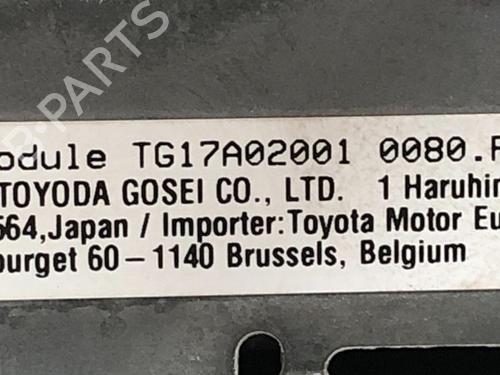 B-PARTS
odule TG17A02001 0080.F
TOYODA GOSEI CO., LTD. 1 Haruhin
564,Japan / Importer:Toyota Motor Eu
ourget 60-1140 Brussels, Belgium